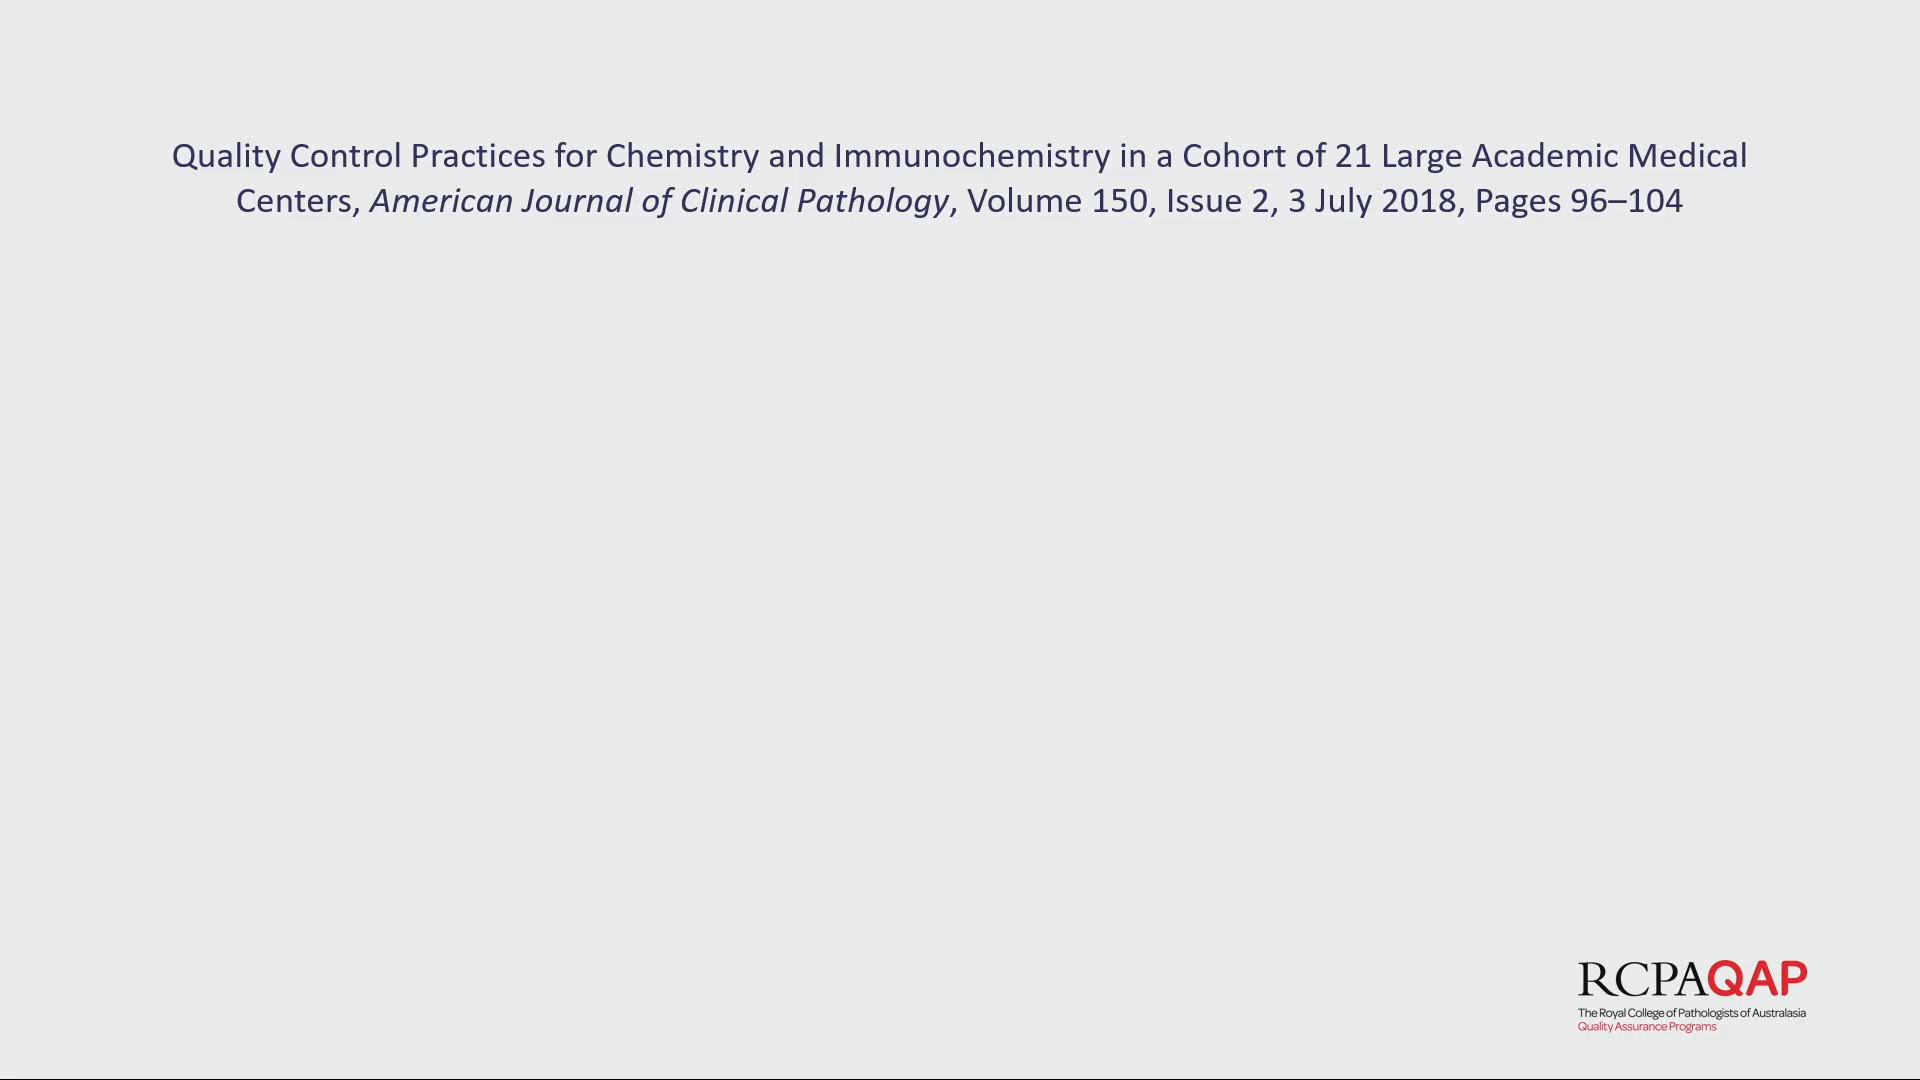 Quality Control Practices for Chemistry and Immunochemistry in a Cohort of 21 Large Academic Medical
Centers, American Journal of Clinical Pathology, Volume 150, Issue 2, 3 July 2018, Pages 96–104
RCPAQAP
The Royal College of Pathologists of Australasia
Quality Assurance Programs